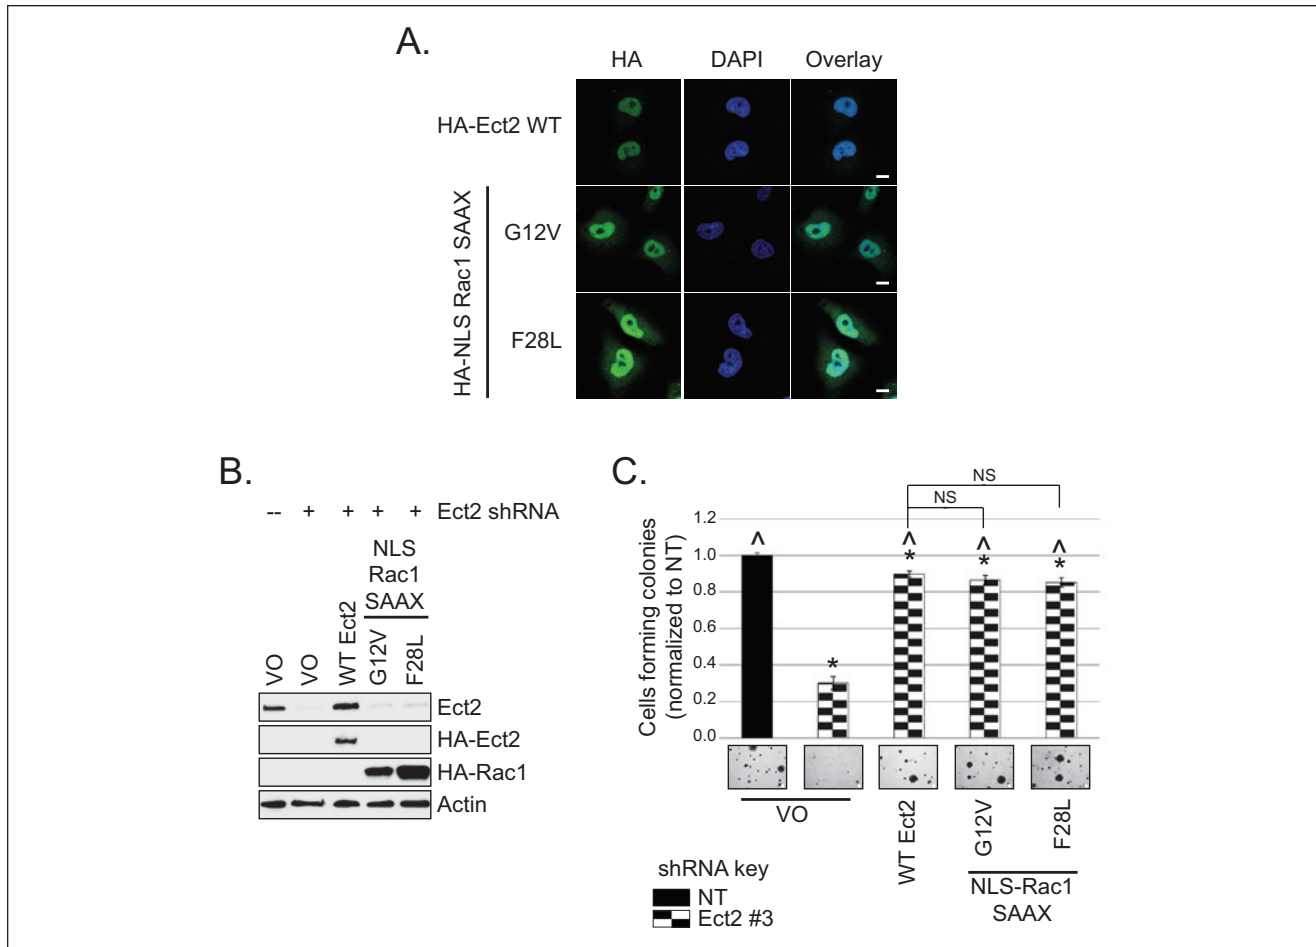 A.
HA DAPI Overlay
HA-Ect2 WT
HA-NLS Rac1 SAAX
G12V
F28L
B.
-- + + + + Ect2 shRNA
NLS
Rac1
SAAX
VO VO WT Ect2 G12V F28L
Ect2
HA-Ect2
HA-Rac1
Actin
C.
NS
NS
Cells forming colonies
(normalized to NT)
1.2
1.0
0.8
0.6
0.4
0.2
0.0
^ ^ ^ ^
* * * *
VO
WT Ect2
G12V
F28L
NLS-Rac1
SAAX
shRNA key
NT
Ect2 #3